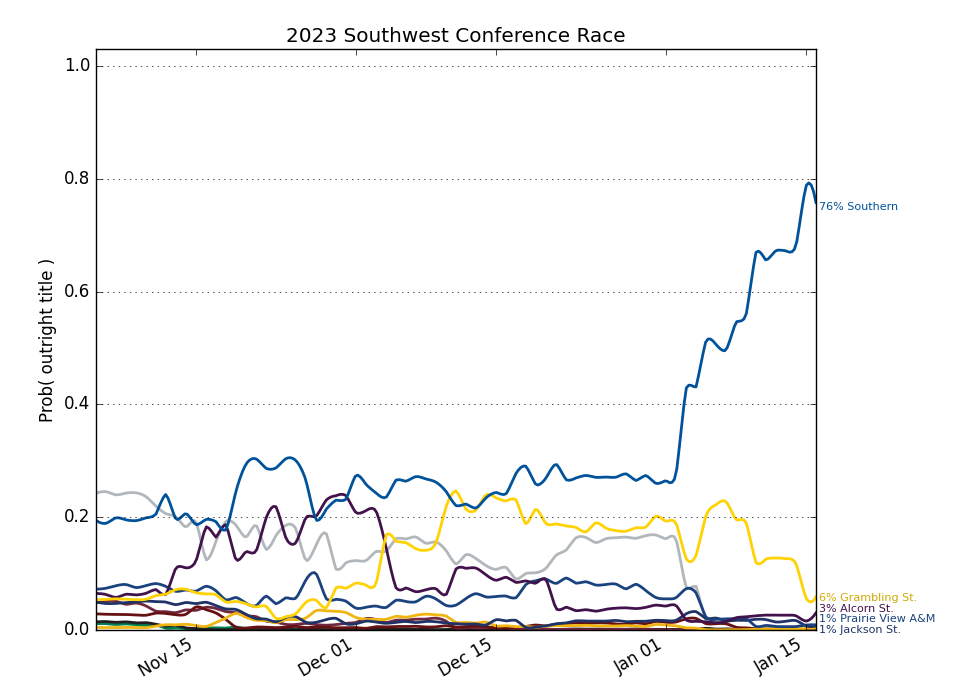 2023 Southwest Conference Race
Prob( outright title )
1.0
0.8
0.6
0.4
0.2
0.0
76% Southern
6% Grambling St.
3% Alcorn St.
1% Prairie View A&M
1% Jackson St.
Nov 15
Dec 01
Dec 15
Jan 01
Jan 15